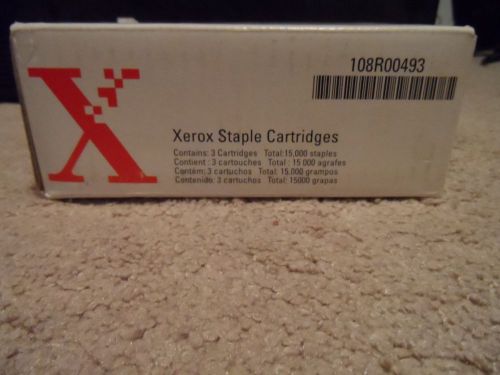 108R00493
X
Xerox Staple Cartridges
Contains: 3 Cartridges Total:15,000 staples
Contient : 3 cartouches Total : 15 000 agrafes
Contém: 3 cartuchos Total: 15,000 grampos
Contenido: 3 cartuchos Total: 15000 grapas